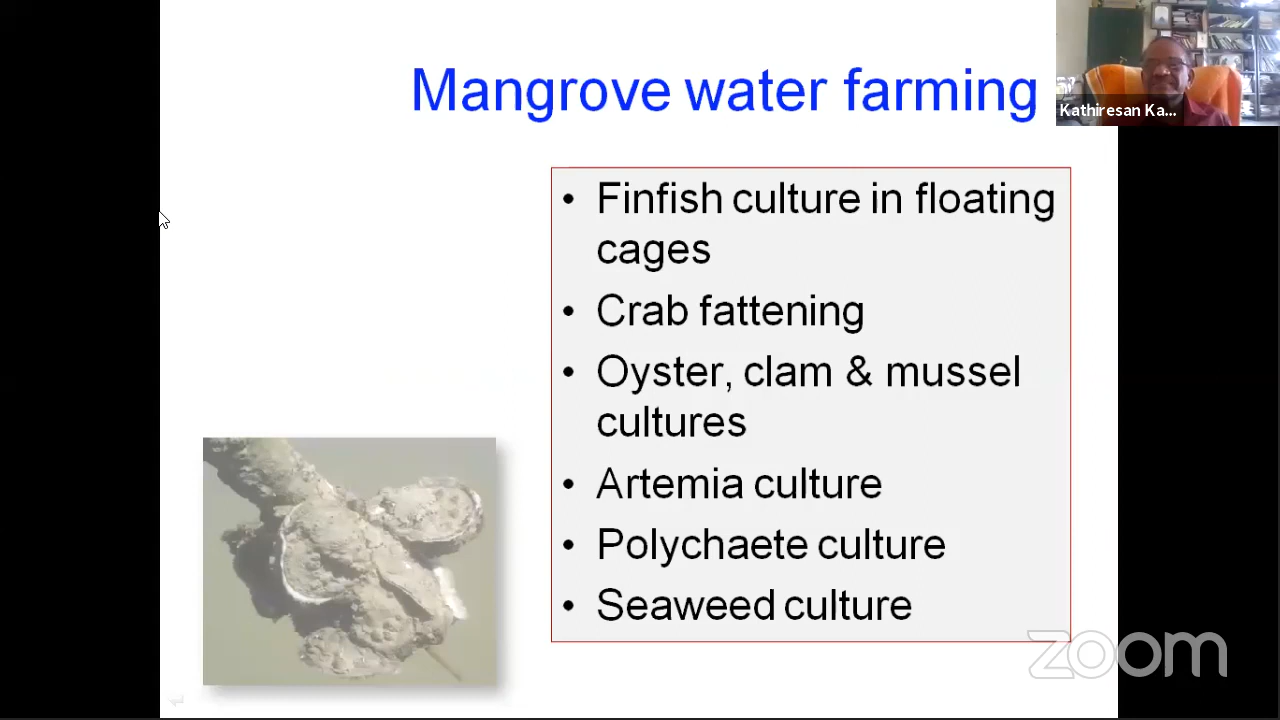 Mangrove water farming
Kathiresan Ka...
• Finfish culture in floating
cages
• Crab fattening
• Oyster, clam & mussel
cultures
• Artemia culture
• Polychaete culture
• Seaweed culture
zoom